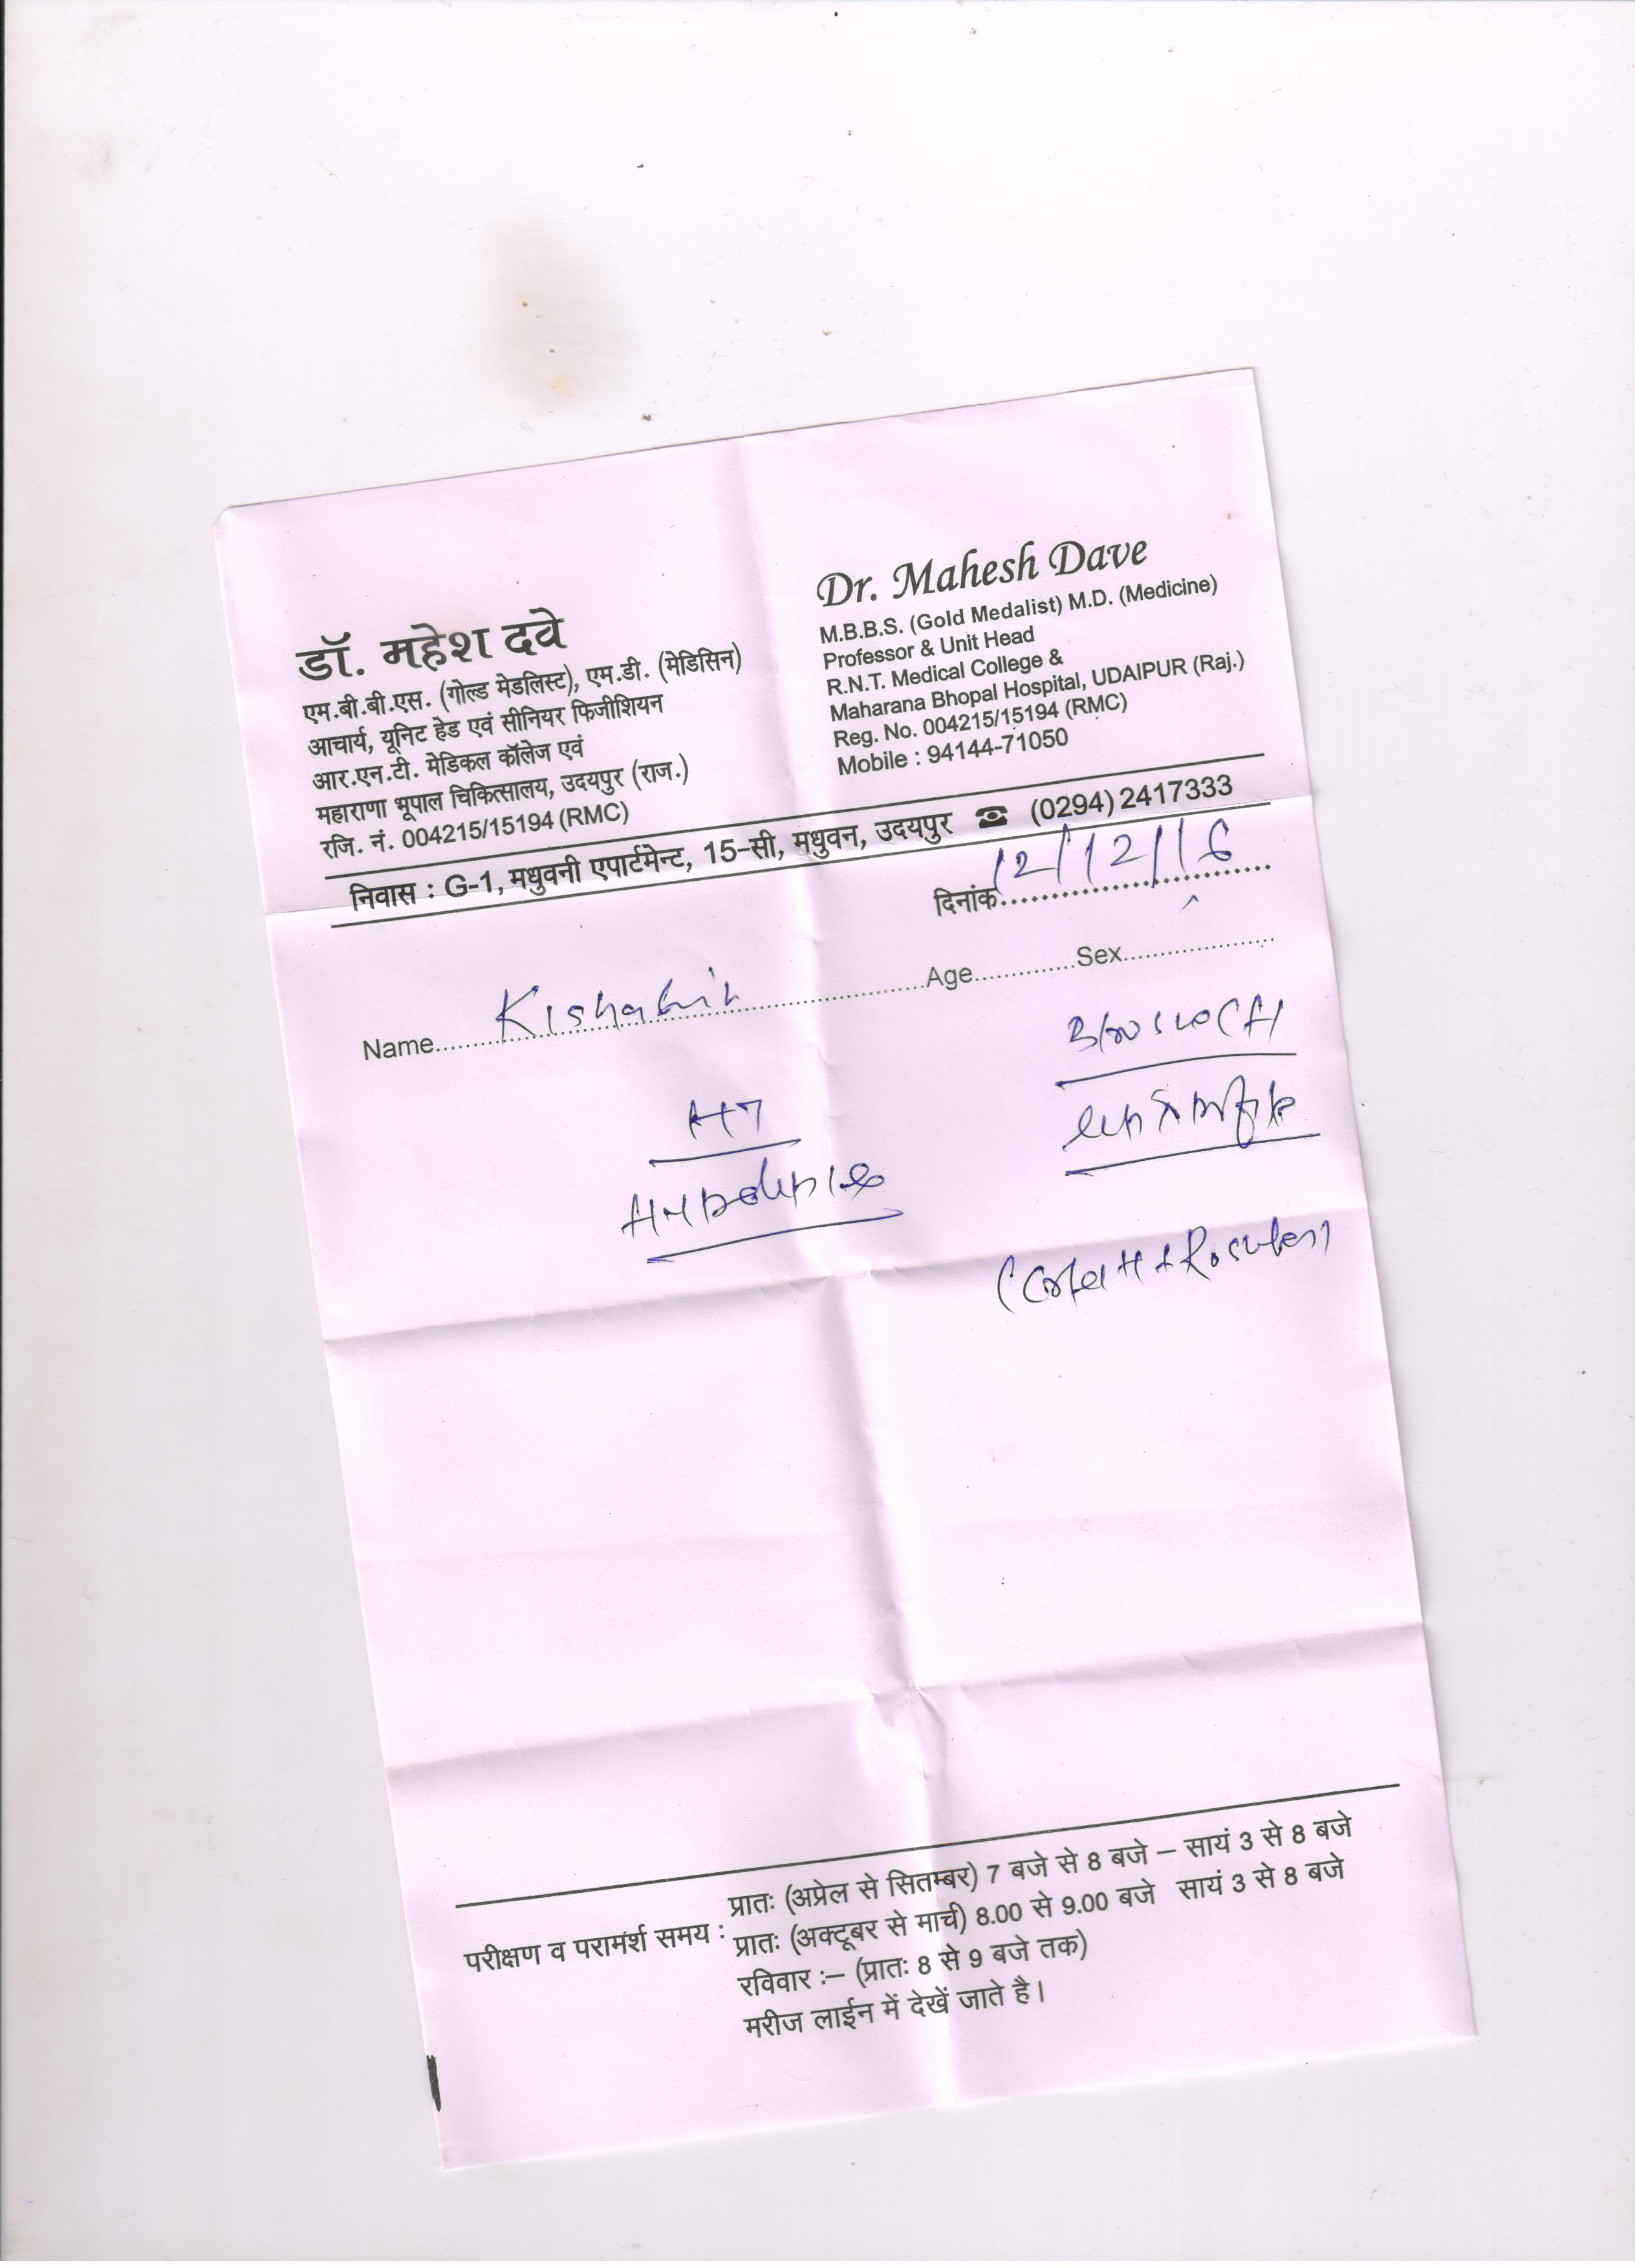 डॉ. महेश दवे
एम.बी.बी.एस. (गोल्ड मेडलिस्ट), एम.डी. (मेडिसिन)
आचार्य, यूनिट हेड एवं सीनियर फिजीशियन
आर.एन.टी. मेडिकल कॉलेज एवं
महाराणा भूपाल चिकित्सालय, उदयपुर (राज.)
रजि. नं. 004215/15194 (RMC)
Dr. Mahesh Dave
M.B.B.S. (Gold Medalist) M.D. (Medicine)
Professor & Unit Head
R.N.T. Medical College &
Maharana Bhopal Hospital, UDAIPUR (Raj.)
Reg. No. 004215/15194 (RMC)
Mobile : 94144-71050
निवास : G-1, मधुवनी एपार्टमेन्ट, 15-सी, मधुवन, उदयपुर ☎ (0294) 2417333
दिनांक 12/12/16
Name Age Sex
परीक्षण व परामर्श समय :
प्रातः (अप्रेल से सितम्बर) 7 बजे से 8 बजे – सायं 3 से 8 बजे
प्रातः (अक्टूबर से मार्च) 8.00 से 9.00 बजे सायं 3 से 8 बजे
रविवार :– (प्रातः 8 से 9 बजे तक)
मरीज लाईन में देखें जाते है।